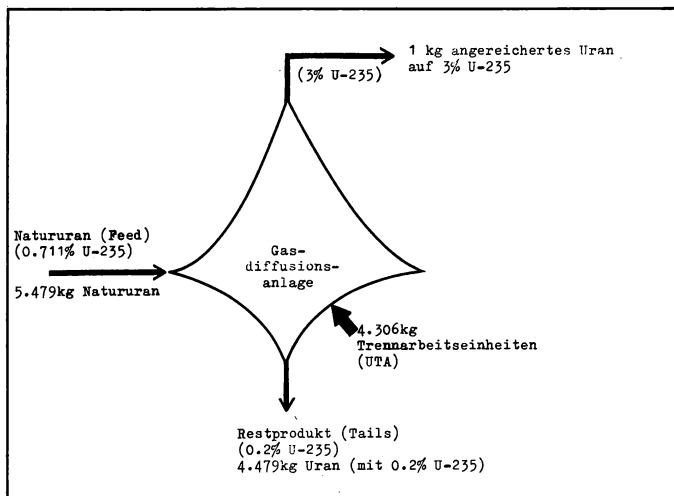 1 kg angereichertes Uran
auf 3% U-235
(3% U-235)
Natururan (Feed)
(0.711% U-235)
5.479kg Natururan
Gas-
diffusions-
anlage
4.306kg
Trennarbeitseinheiten
(UTA)
Restprodukt (Tails)
(0.2% U-235)
4.479kg Uran (mit 0.2% U-235)